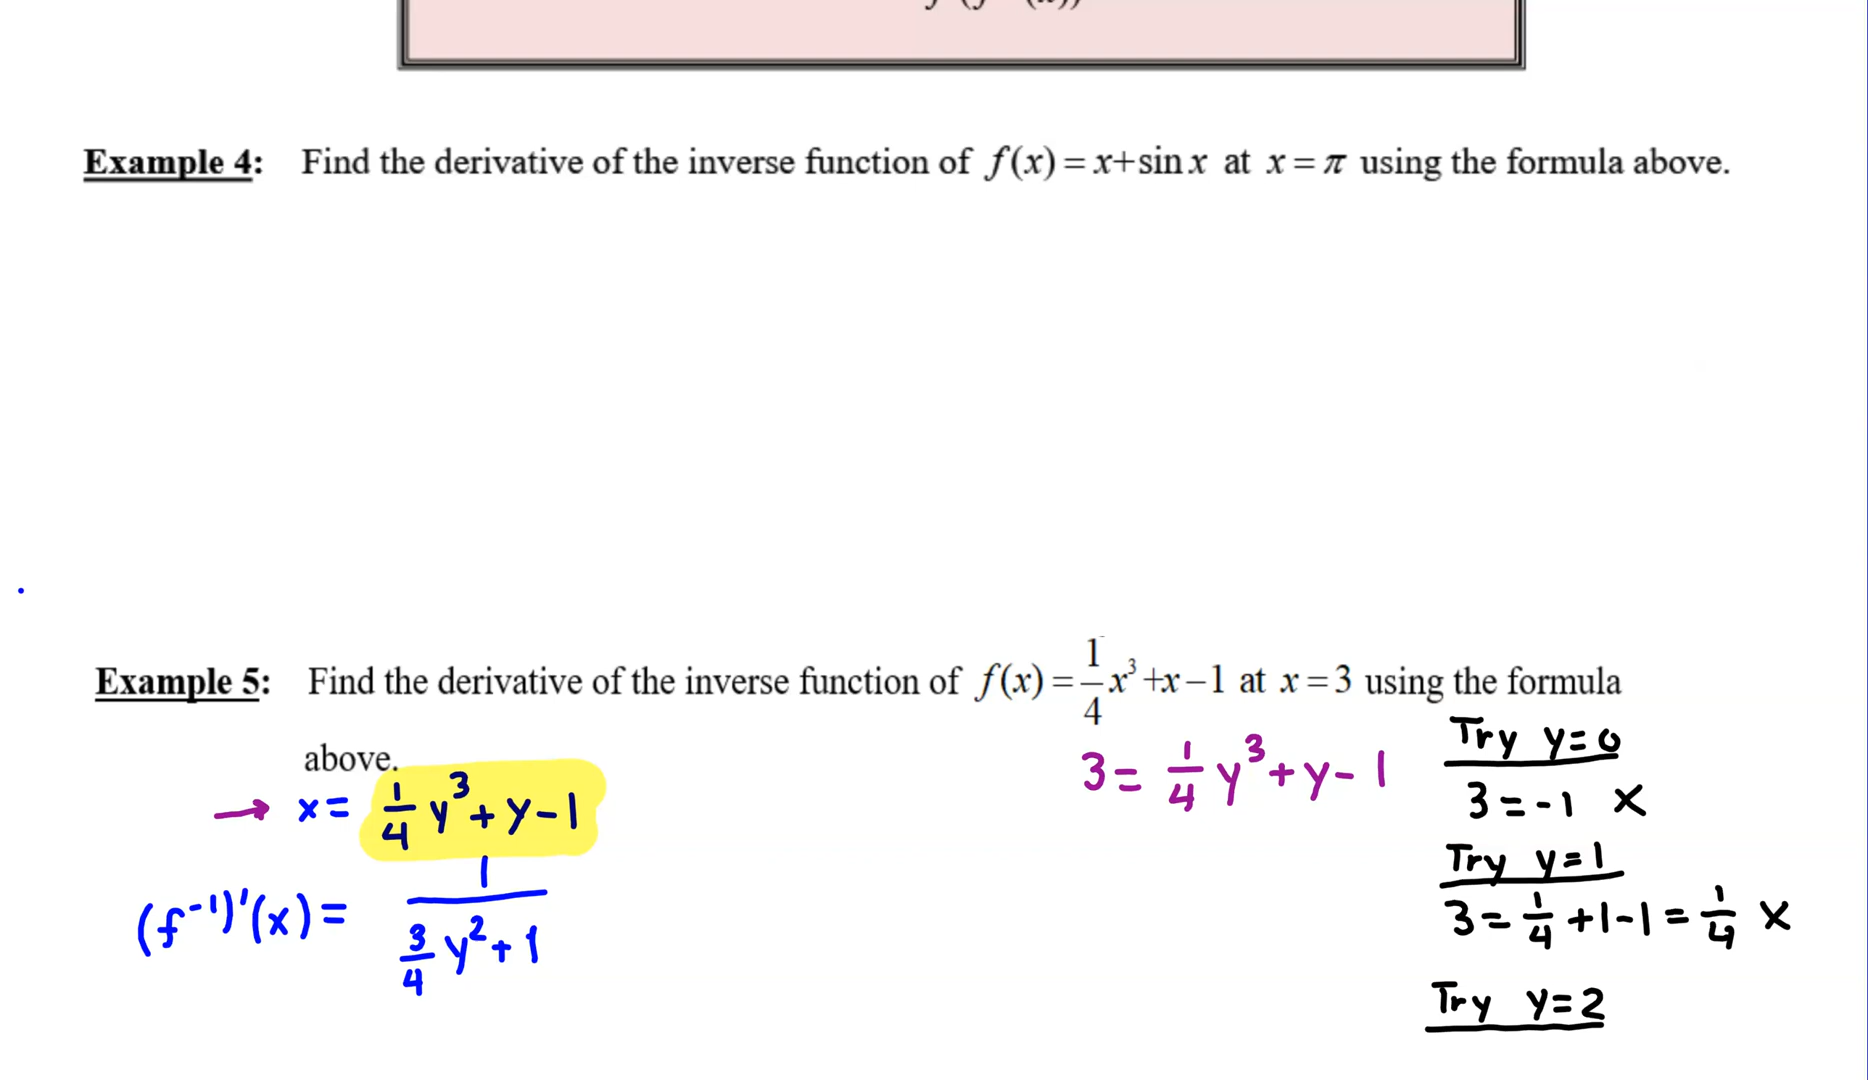 Example 4: Find the derivative of the inverse function of f(x) = x+sin x at x = π using the formula above.
Example 5: Find the derivative of the inverse function of f(x) = 1/4 x³ + x − 1 at x = 3 using the formula
above.
→ x = 1/4 y³ + y − 1
(f⁻¹)'(x) = 1/(3/4 y² + 1)
3 = 1/4 y³ + y − 1
Try y = 0
3 = -1 X
Try y = 1
3 = 1/4 + 1 − 1 = 1/4 X
Try y = 2